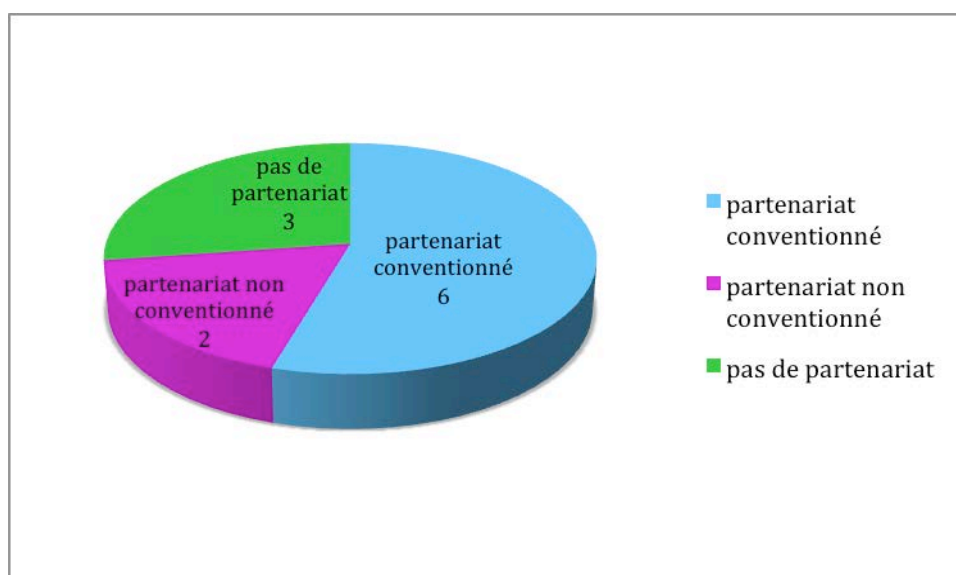 pas de
partenariat
3
partenariat
conventionné
6
partenariat non
conventionné
2
partenariat
conventionné
partenariat non
conventionné
pas de partenariat